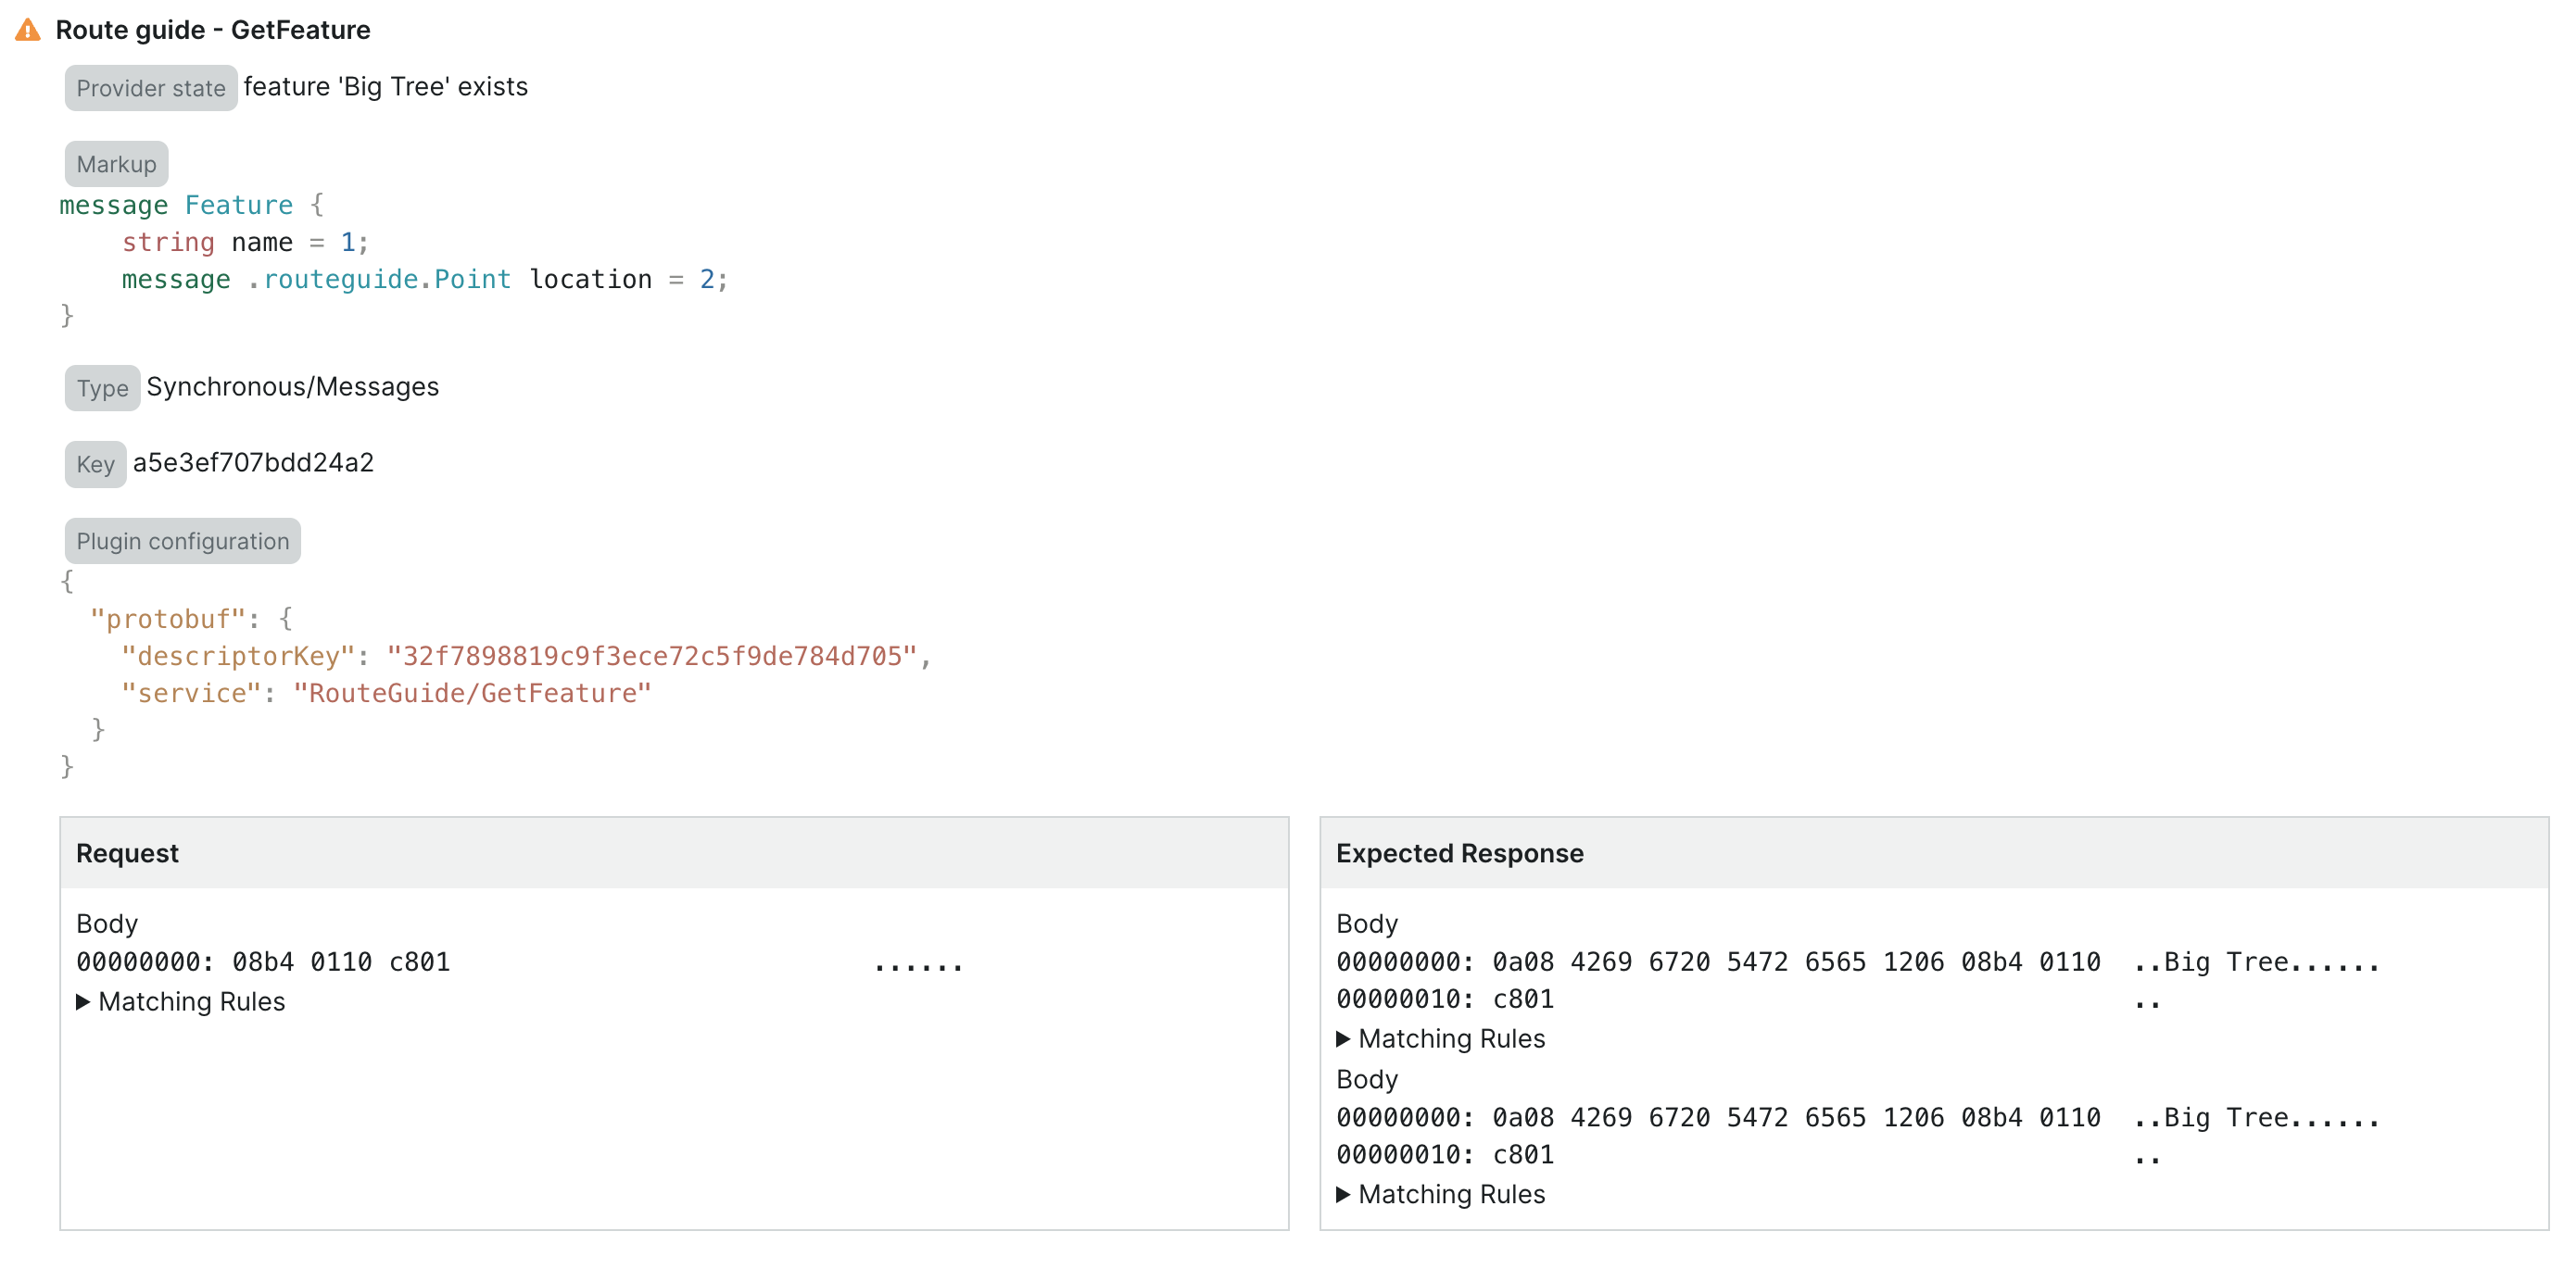 Route guide - GetFeature
Provider state feature 'Big Tree' exists
Markup
message Feature {
    string name = 1;
    message .routeguide.Point location = 2;
}
Type Synchronous/Messages
Key a5e3ef707bdd24a2
Plugin configuration
{
  "protobuf": {
    "descriptorKey": "32f7898819c9f3ece72c5f9de784d705",
    "service": "RouteGuide/GetFeature"
  }
}
Request
Body
00000000: 08b4 0110 c801                           ......
Matching Rules
Expected Response
Body
00000000: 0a08 4269 6720 5472 6565 1206 08b4 0110  ..Big Tree......
00000010: c801                                     ..
Matching Rules
Body
00000000: 0a08 4269 6720 5472 6565 1206 08b4 0110  ..Big Tree......
00000010: c801                                     ..
Matching Rules